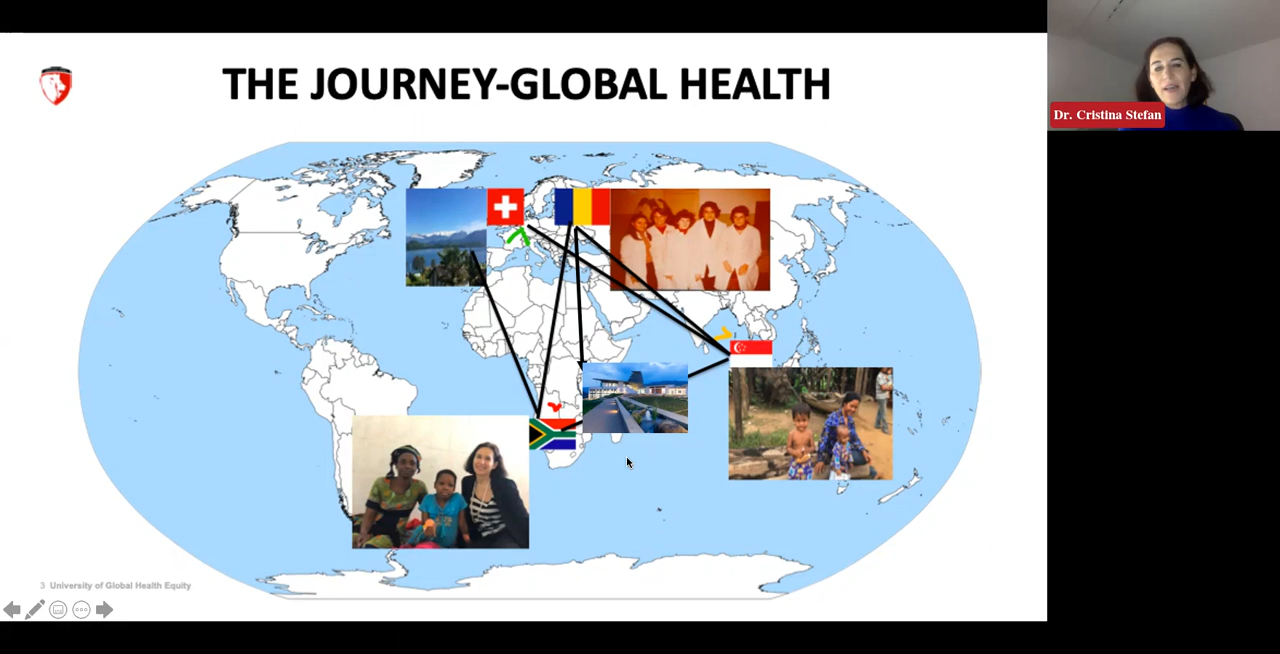 THE JOURNEY-GLOBAL HEALTH
Dr. Cristina Stefan
3 University of Global Health Equity